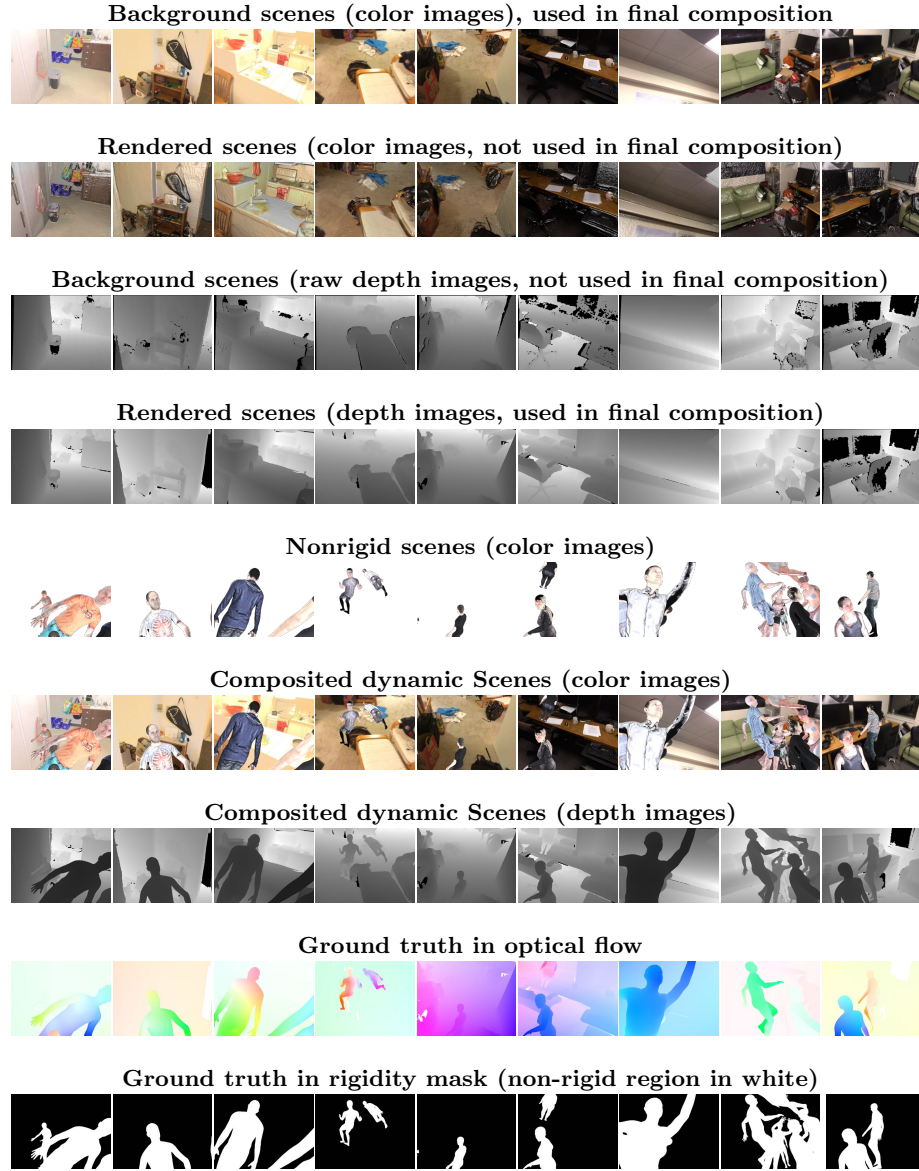 Background scenes (color images), used in final composition
Rendered scenes (color images, not used in final composition)
Background scenes (raw depth images, not used in final composition)
Rendered scenes (depth images, used in final composition)
Nonrigid scenes (color images)
Composited dynamic Scenes (color images)
Composited dynamic Scenes (depth images)
Ground truth in optical flow
Ground truth in rigidity mask (non-rigid region in white)